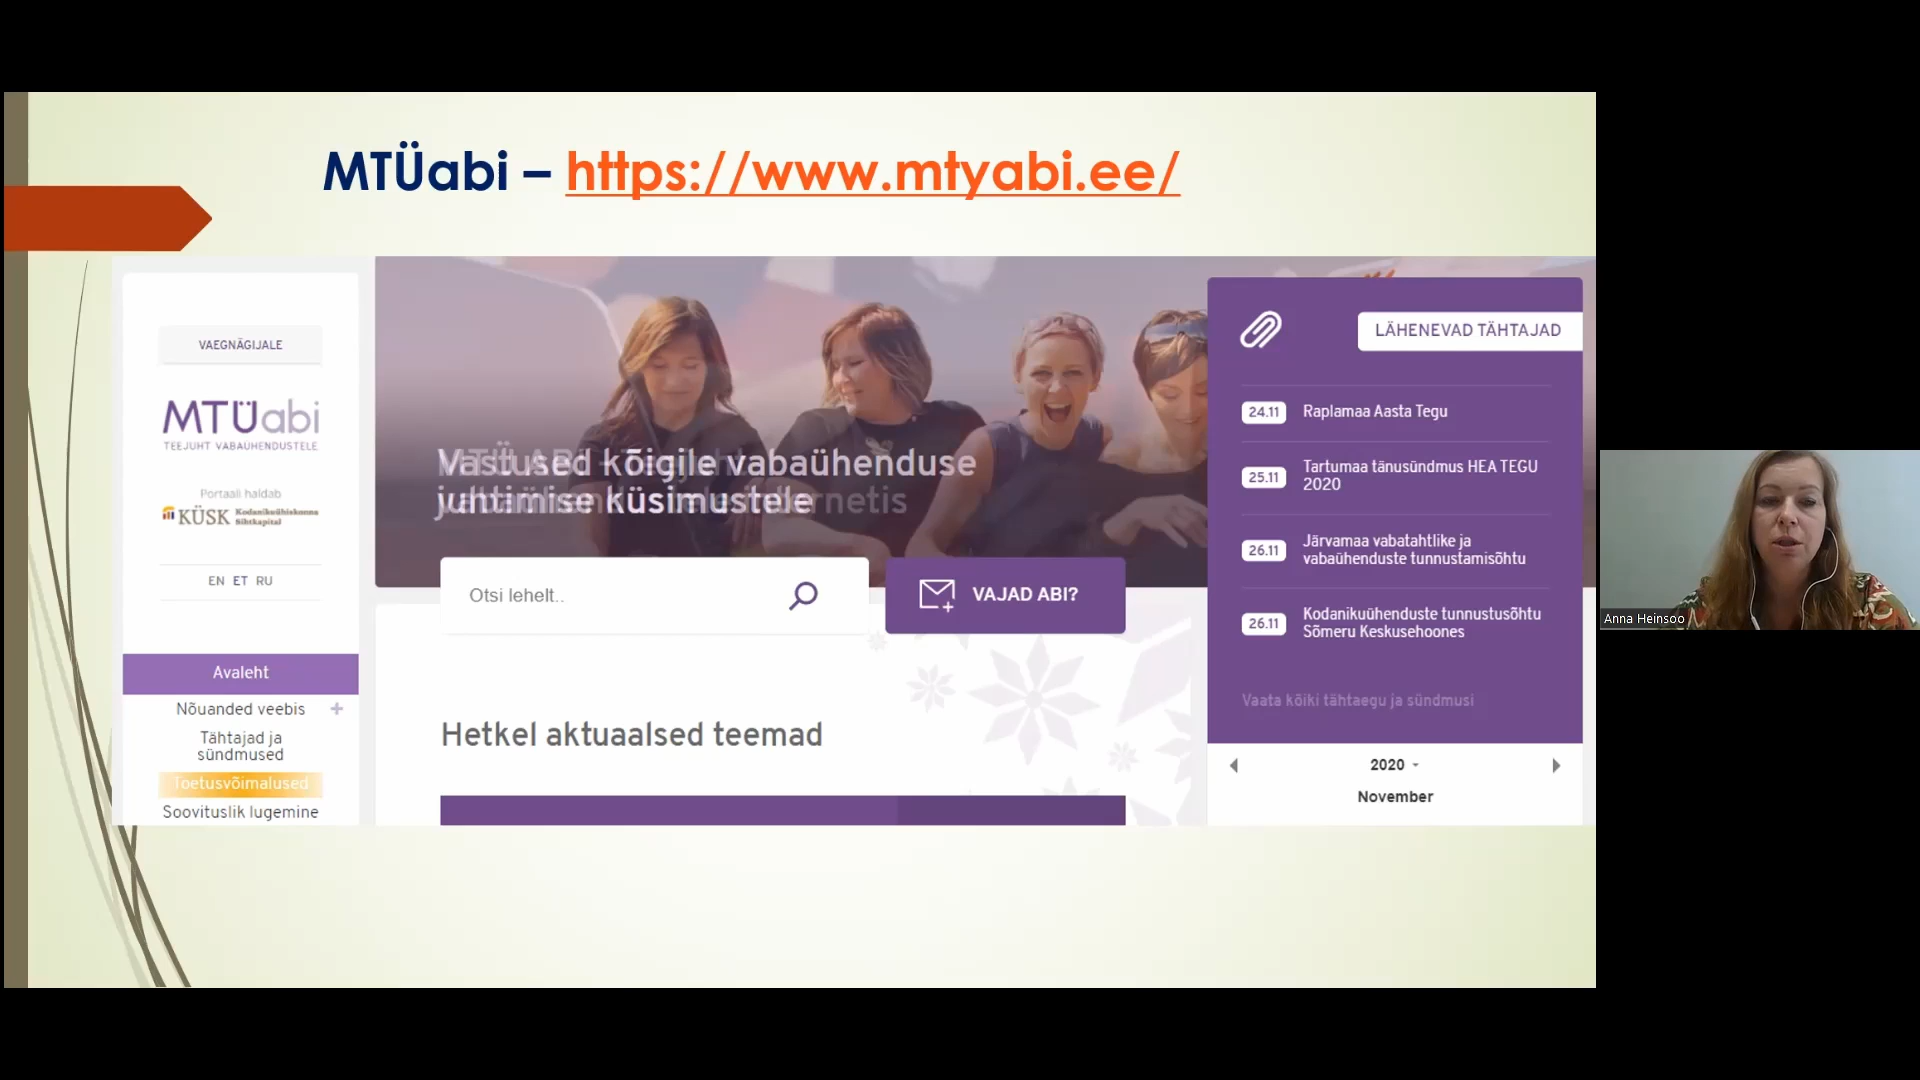 MTÜabi – https://www.mtyabi.ee/
VAEGNÄGIJALE
MTÜabi
TEEJUHT VABAÜHENDUSTELE
Portaali haldab
KÜSK Kodanikuühiskonna
Sihtkapital
EN ET RU
Avaleht
Nõuanded veebis +
Tähtajad ja
sündmused
Toetusvõimalused
Soovituslik lugemine
Vastused kõigile vabaühenduse
juhtimise küsimustele
Otsi lehelt..
VAJAD ABI?
Hetkel aktuaalsed teemad
LÄHENEVAD TÄHTAJAD
24.11 Raplamaa Aasta Tegu
25.11 Tartumaa tänusündmus HEA TEGU
2020
26.11 Järvamaa vabatahtlike ja
vabaühenduste tunnustamisõhtu
26.11 Kodanikuühenduste tunnustusõhtu
Sõmeru Keskusehoones
Vaata kõiki tähtaegu ja sündmusi
2020
November
Anna Heinsoo